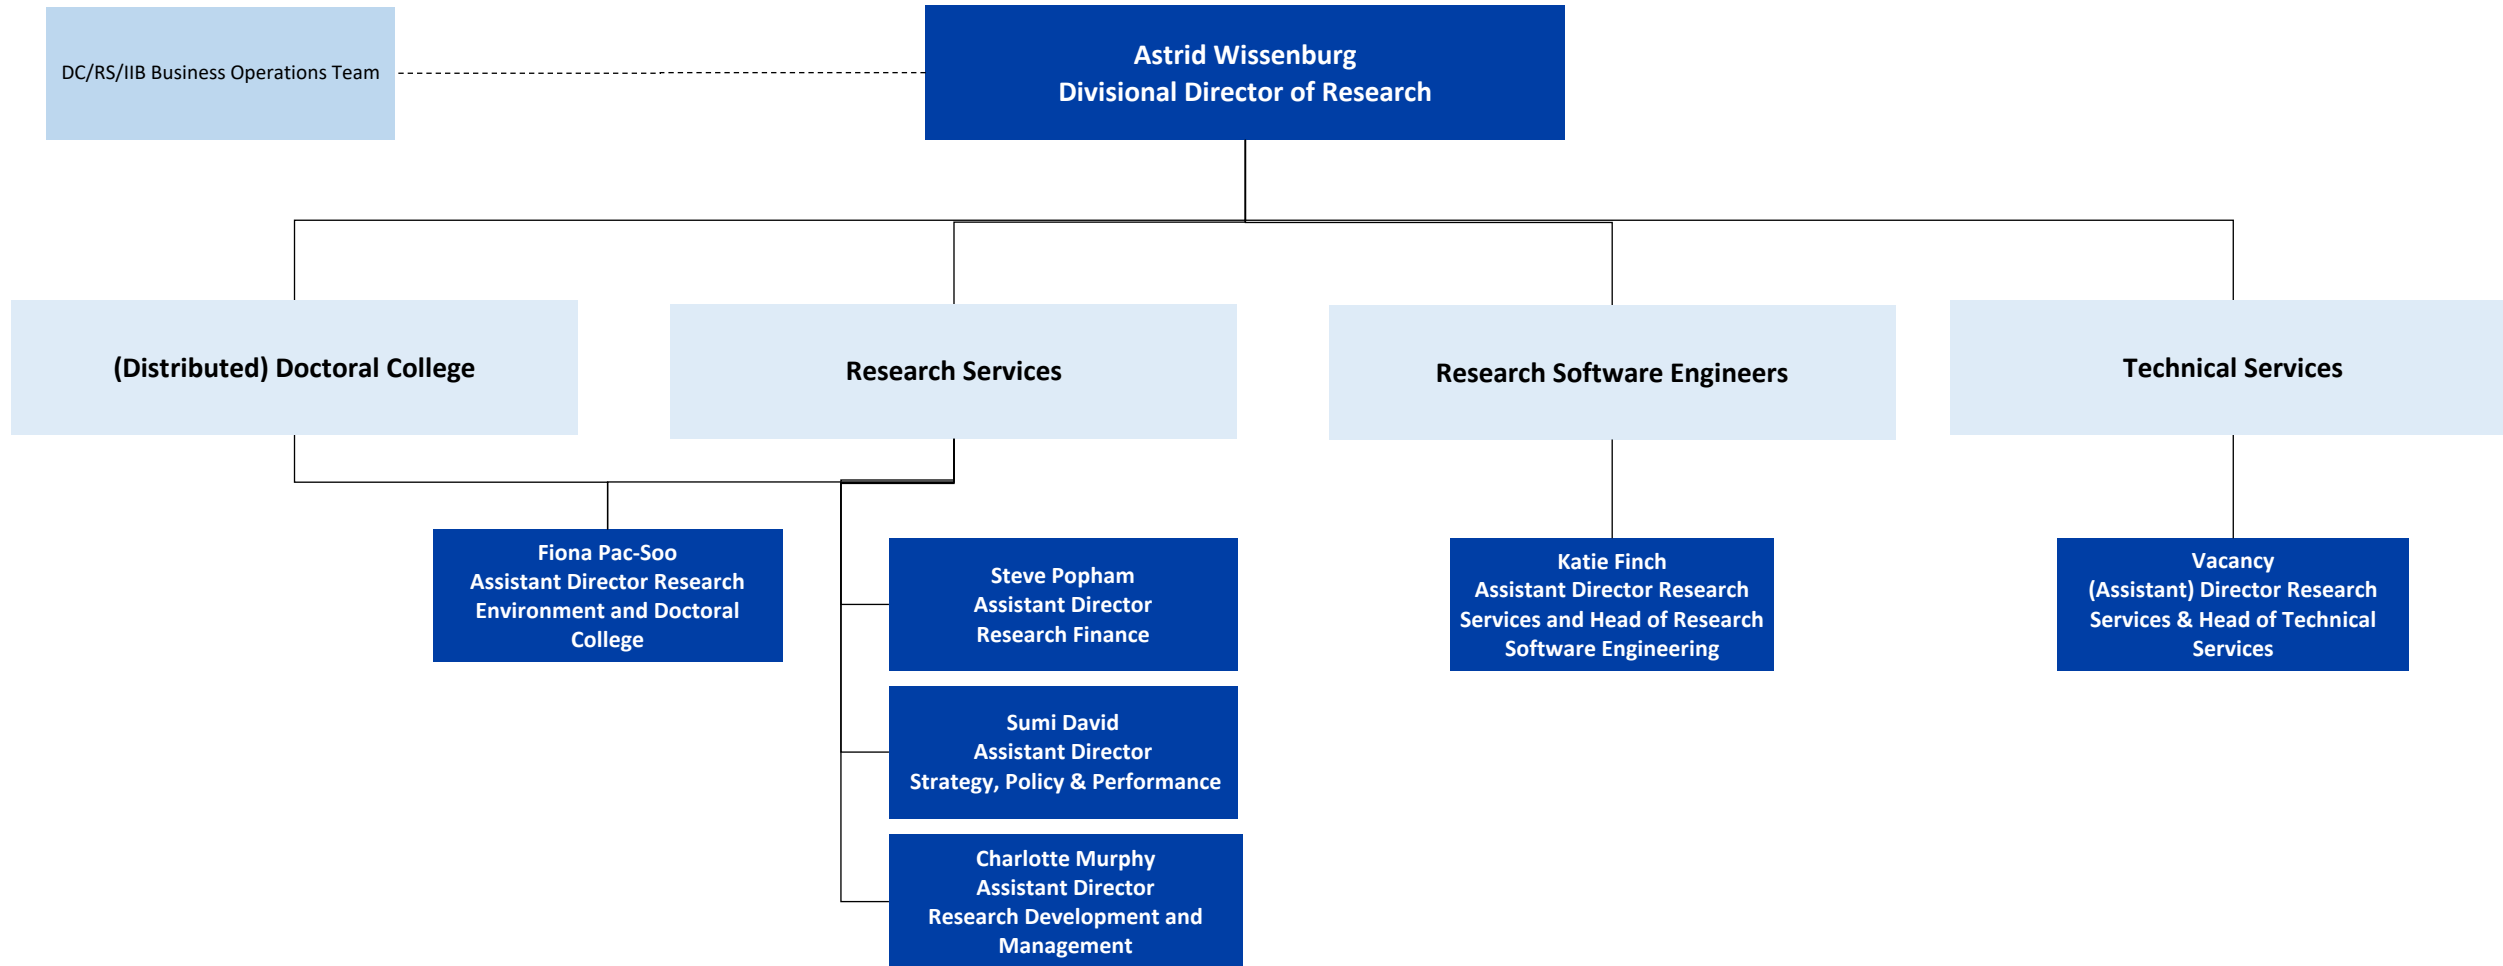 DC/RS/IIB Business Operations Team
Astrid Wissenburg
Divisional Director of Research
(Distributed) Doctoral College
Research Services
Research Software Engineers
Technical Services
Fiona Pac-Soo
Assistant Director Research
Environment and Doctoral
College
Steve Popham
Assistant Director
Research Finance
Sumi David
Assistant Director
Strategy, Policy & Performance
Charlotte Murphy
Assistant Director
Research Development and
Management
Katie Finch
Assistant Director Research
Services and Head of Research
Software Engineering
Vacancy
(Assistant) Director Research
Services & Head of Technical
Services